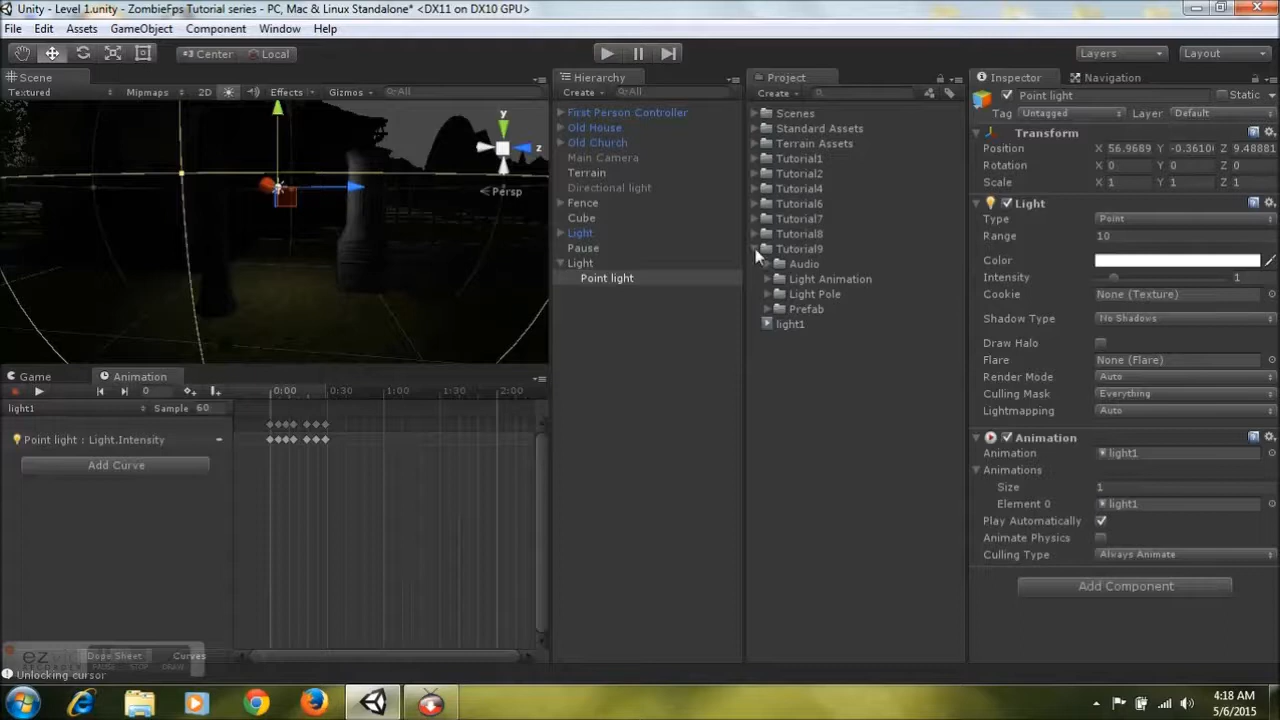 Unity - Level 1.unity - ZombieFps Tutorial series - PC, Mac & Linux Standalone* <DX11 on DX10 GPU>
File Edit Assets GameObject Component Window Help
Center Local Layers Layout
Scene
Textured Mipmaps 2D Effects Gizmos All
y
z
Persp
Hierarchy
Create All
First Person Controller
Old House
Old Church
Main Camera
Directional light
Terrain
Fence
Cube
Light
Pause
Light
Point light
Project
Create
Scenes
Standard Assets
Terrain Assets
Tutorial1
Tutorial2
Tutorial4
Tutorial6
Tutorial7
Tutorial8
Tutorial9
Audio
Light Animation
Light Pole
Prefab
light1
Inspector Navigation
Point light Static
Tag Untagged Layer Default
Transform
Position X 56.9689 Y -0.3610 Z 9.48881
Rotation X 0 Y 0 Z 0
Scale X 1 Y 1 Z 1
Light
Type Point
Range 10
Color
Intensity 1
Cookie None (Texture)
Shadow Type No Shadows
Draw Halo
Flare None (Flare)
Render Mode Auto
Culling Mask Everything
Lightmapping Auto
Animation
Animation light1
Animations
Size 1
Element 0 light1
Play Automatically
Animate Physics
Culling Type Always Animate
Add Component
Game Animation
0 0:00 0:30 1:00 1:30 2:00
light1 Sample 60
Point light : Light.Intensity
Add Curve
Dope Sheet Curves
PAUSE STOP DRAW
Unlocking cursor
4:18 AM
5/6/2015